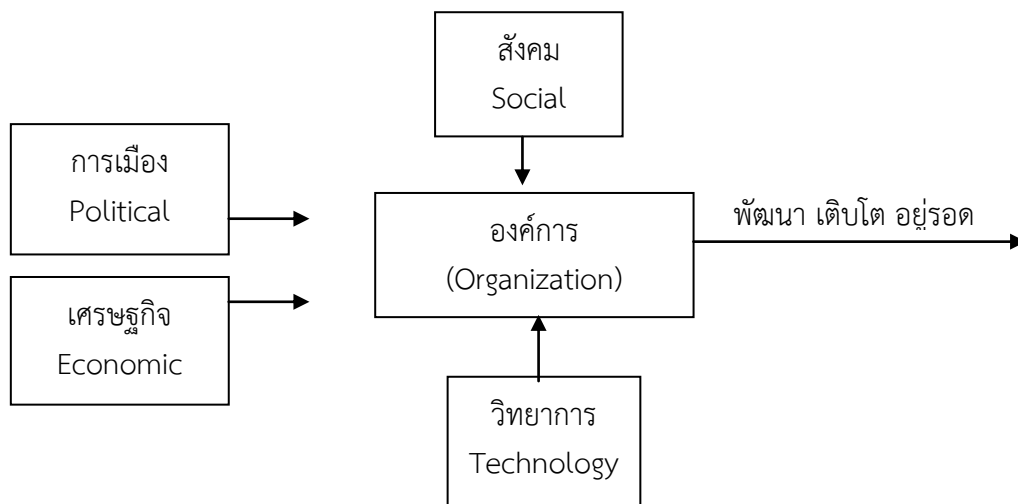 สังคม
Social
การเมือง
Political
องค์การ
(Organization)
พัฒนา เติบโต อยู่รอด
เศรษฐกิจ
Economic
วิทยาการ
Technology